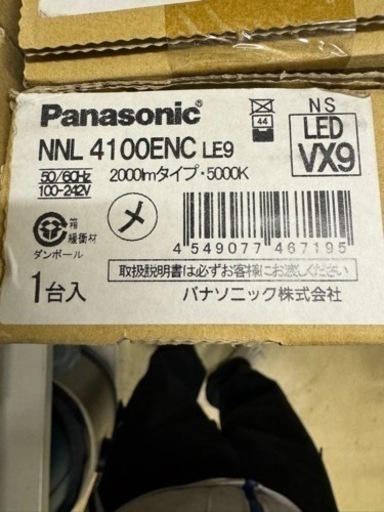 Panasonic
NNL 4100ENC LE9
50/60Hz
100-242V
2000lmタイプ・5000K
44
NS
LED
VX9
箱
緩衝材
ダンボール
メ
4 549077 467195
取扱説明書は必ずお客様にお渡しください
1台入
パナソニック株式会社